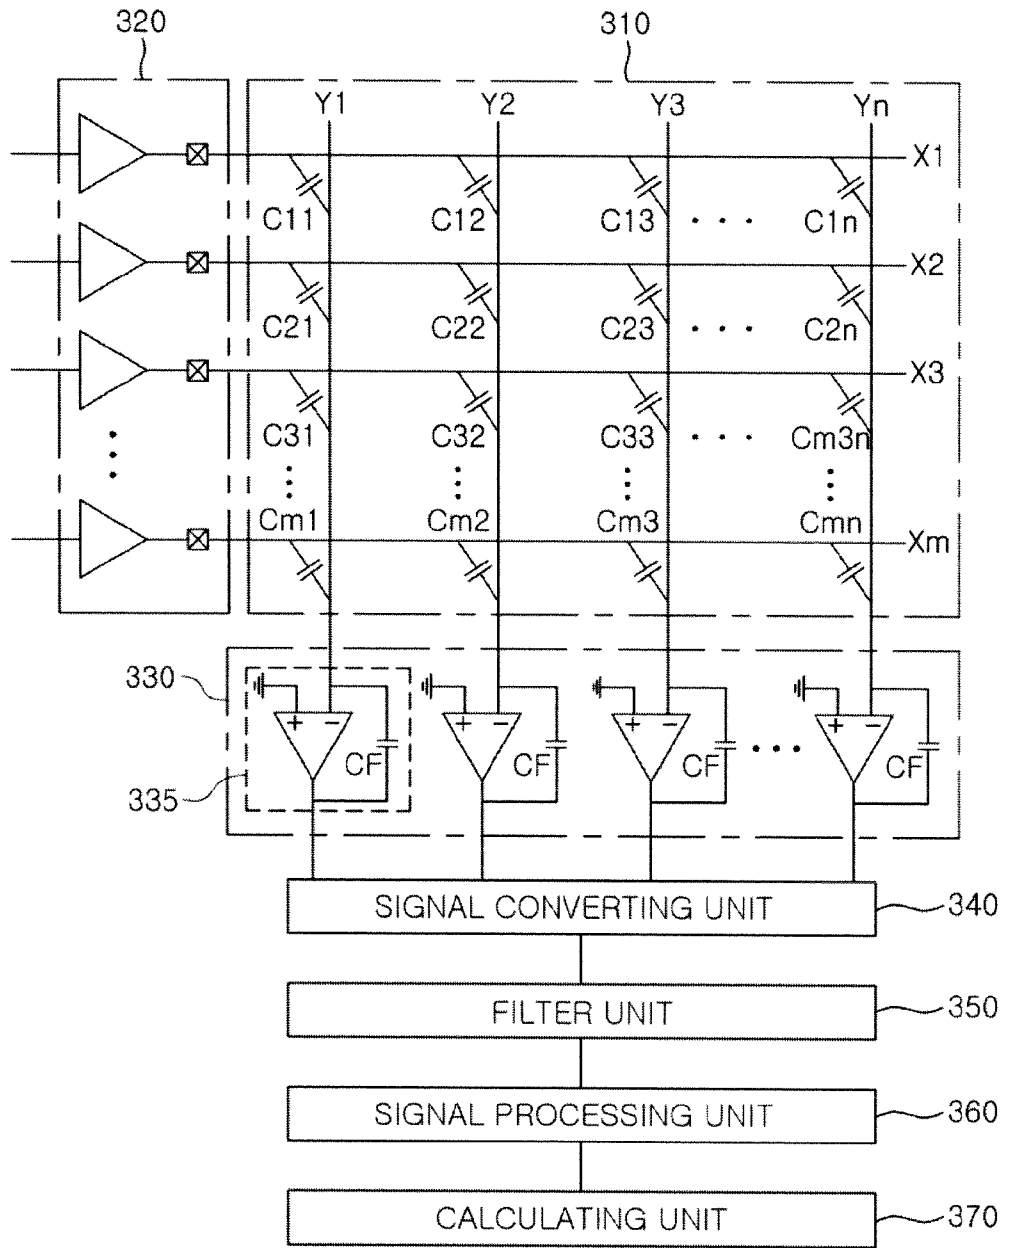 320 310
Y1 Y2 Y3 Yn
X1
C11 C12 C13 . . . C1n
X2
C21 C22 C23 . . . C2n
X3
C31 C32 C33 . . . Cm3n
Cm1 Cm2 Cm3 Cmn
Xm
330
+ − + − + − + −
CF CF CF . . . CF
335
SIGNAL CONVERTING UNIT 340
FILTER UNIT 350
SIGNAL PROCESSING UNIT 360
CALCULATING UNIT 370